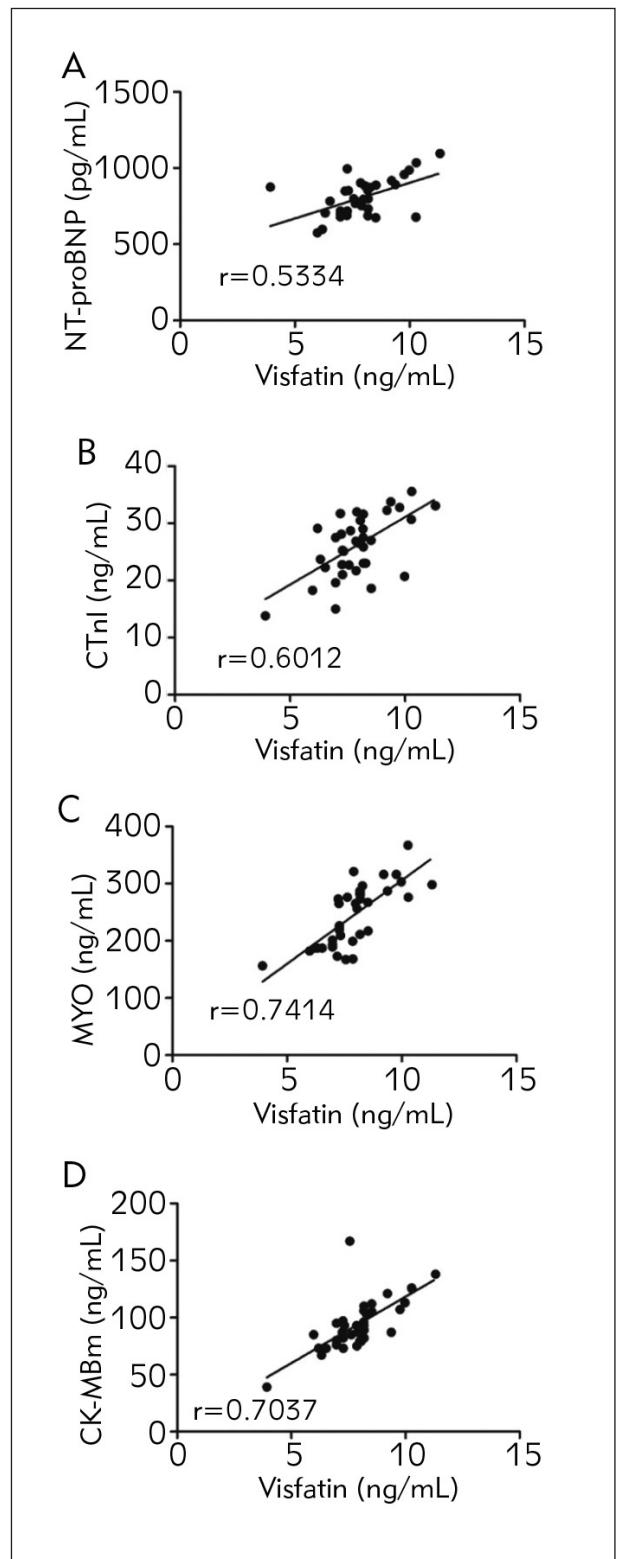 A
NT-proBNP (pg/mL)
1500
1000
500
0
r=0.5334
0 5 10 15
Visfatin (ng/mL)
B
CTnI (ng/mL)
40
30
20
10
0
r=0.6012
0 5 10 15
Visfatin (ng/mL)
C
MYO (ng/mL)
400
300
200
100
0
r=0.7414
0 5 10 15
Visfatin (ng/mL)
D
CK-MBm (ng/mL)
200
150
100
50
0
r=0.7037
0 5 10 15
Visfatin (ng/mL)